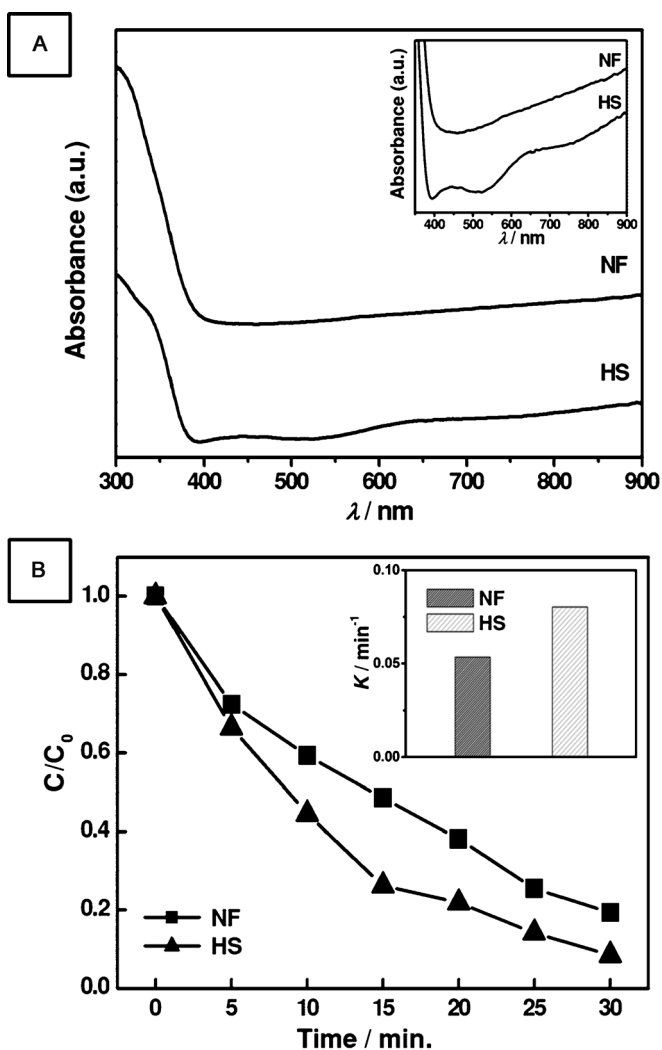 A
Absorbance (a.u.)
NF
HS
300 400 500 600 700 800 900
λ / nm
Absorbance (a.u.)
NF
HS
400 500 600 700 800 900
λ / nm
B
C/C0
1.0
0.8
0.6
0.4
0.2
0.0
NF
HS
0 5 10 15 20 25 30
Time / min.
K / min-1
0.10
0.05
0.00
NF
HS